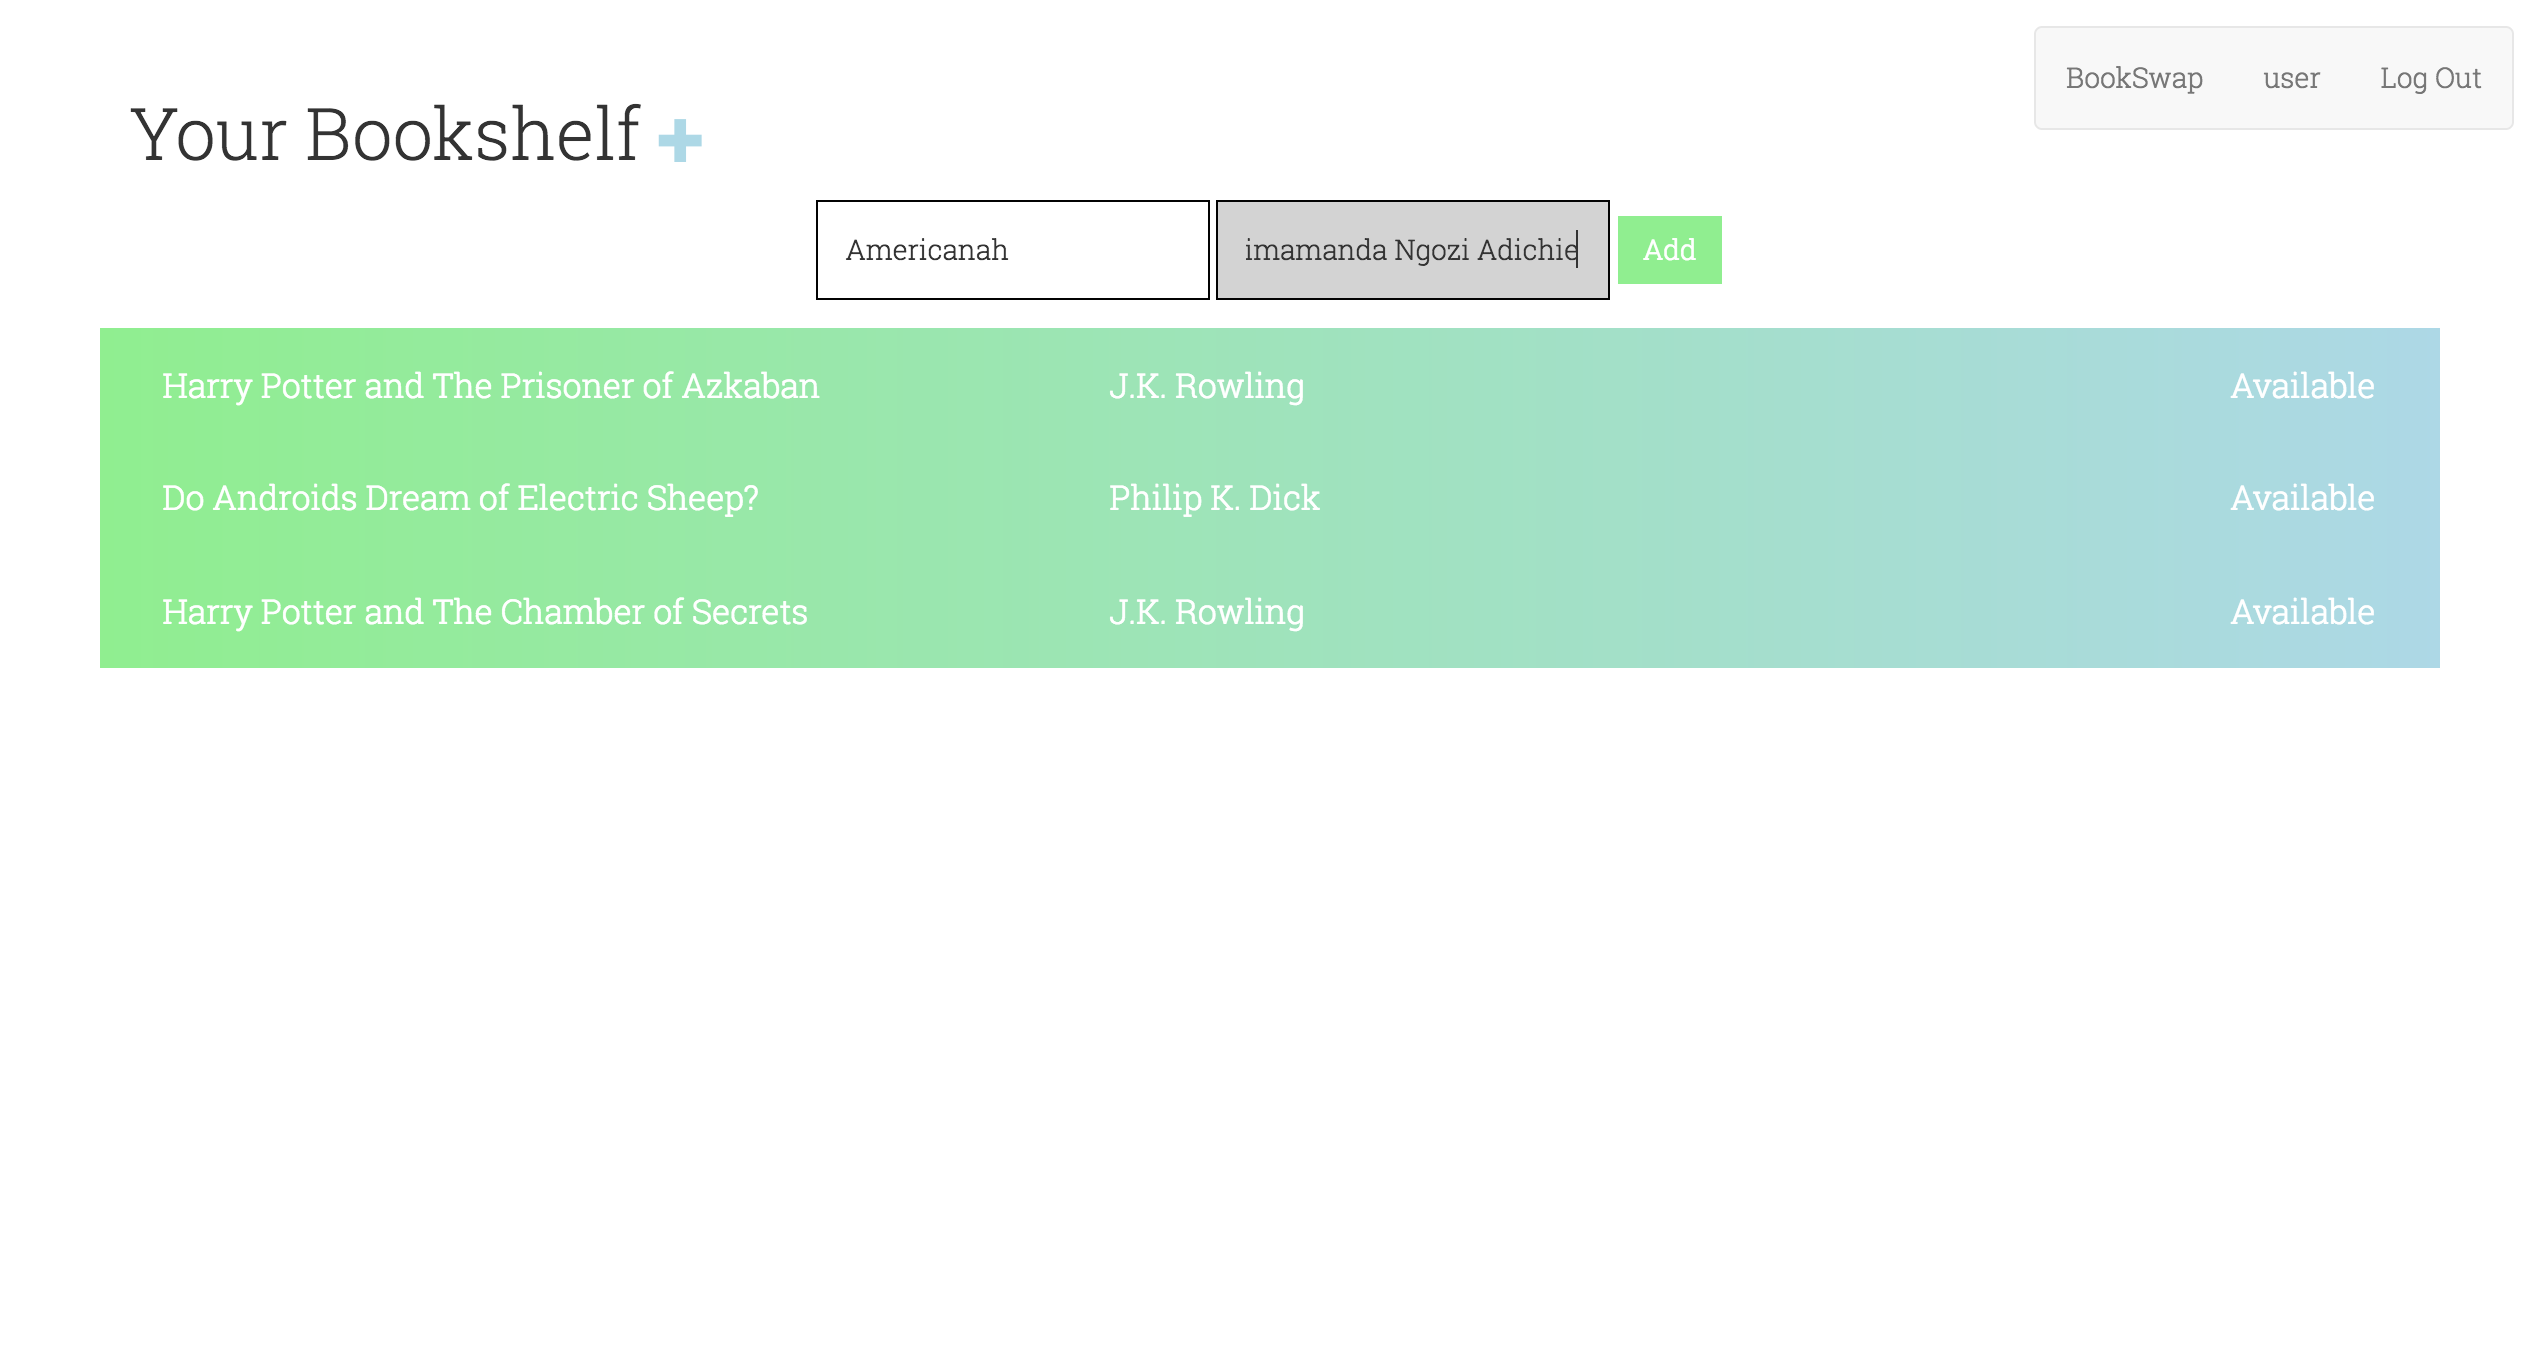 BookSwap user Log Out
Your Bookshelf
Americanah imamanda Ngozi Adichie Add
Harry Potter and The Prisoner of Azkaban J.K. Rowling Available
Do Androids Dream of Electric Sheep? Philip K. Dick Available
Harry Potter and The Chamber of Secrets J.K. Rowling Available